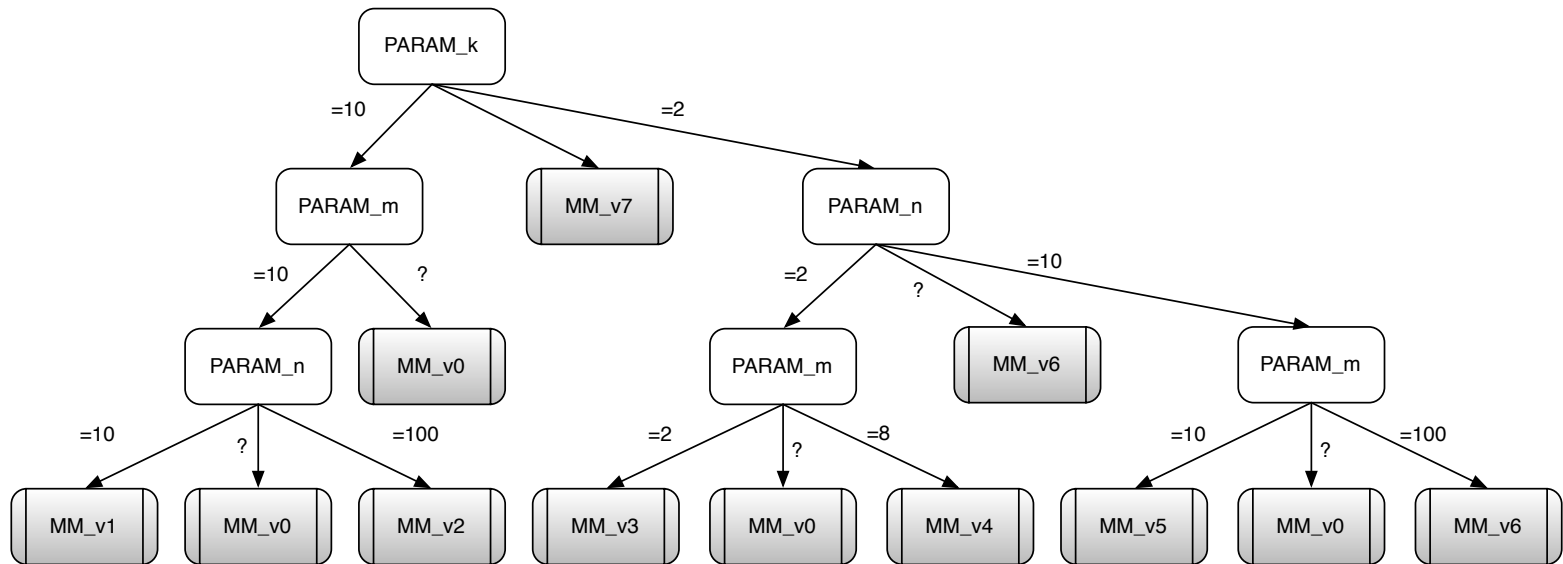 PARAM_k
=10
=2
PARAM_m
MM_v7
PARAM_n
=10
?
=2
?
=10
PARAM_n
MM_v0
PARAM_m
MM_v6
PARAM_m
=10
?
=100
=2
?
=8
=10
?
=100
MM_v1
MM_v0
MM_v2
MM_v3
MM_v0
MM_v4
MM_v5
MM_v0
MM_v6